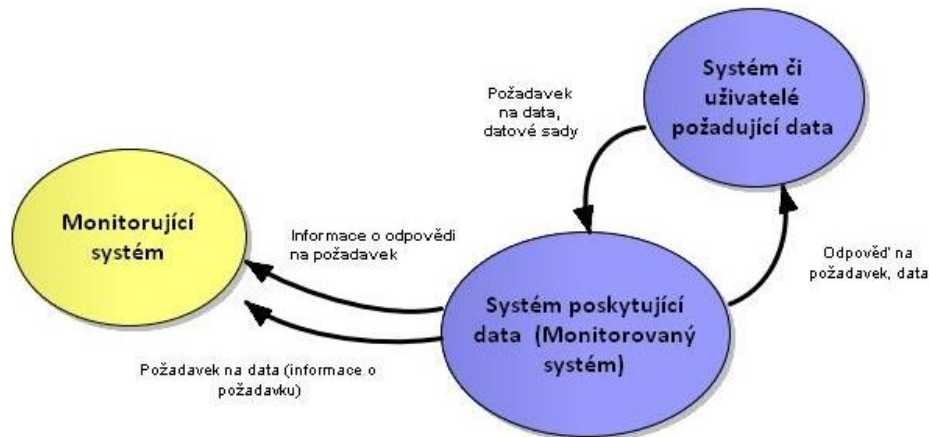 Systém či
uživatelé
požadující data
Požadavek
na data,
datové sady
Monitorující
systém
Informace o odpovědi
na požadavek
Odpověď na
požadavek, data
Systém poskytující
data (Monitorovaný
systém)
Požadavek na data (informace o
požadavku)